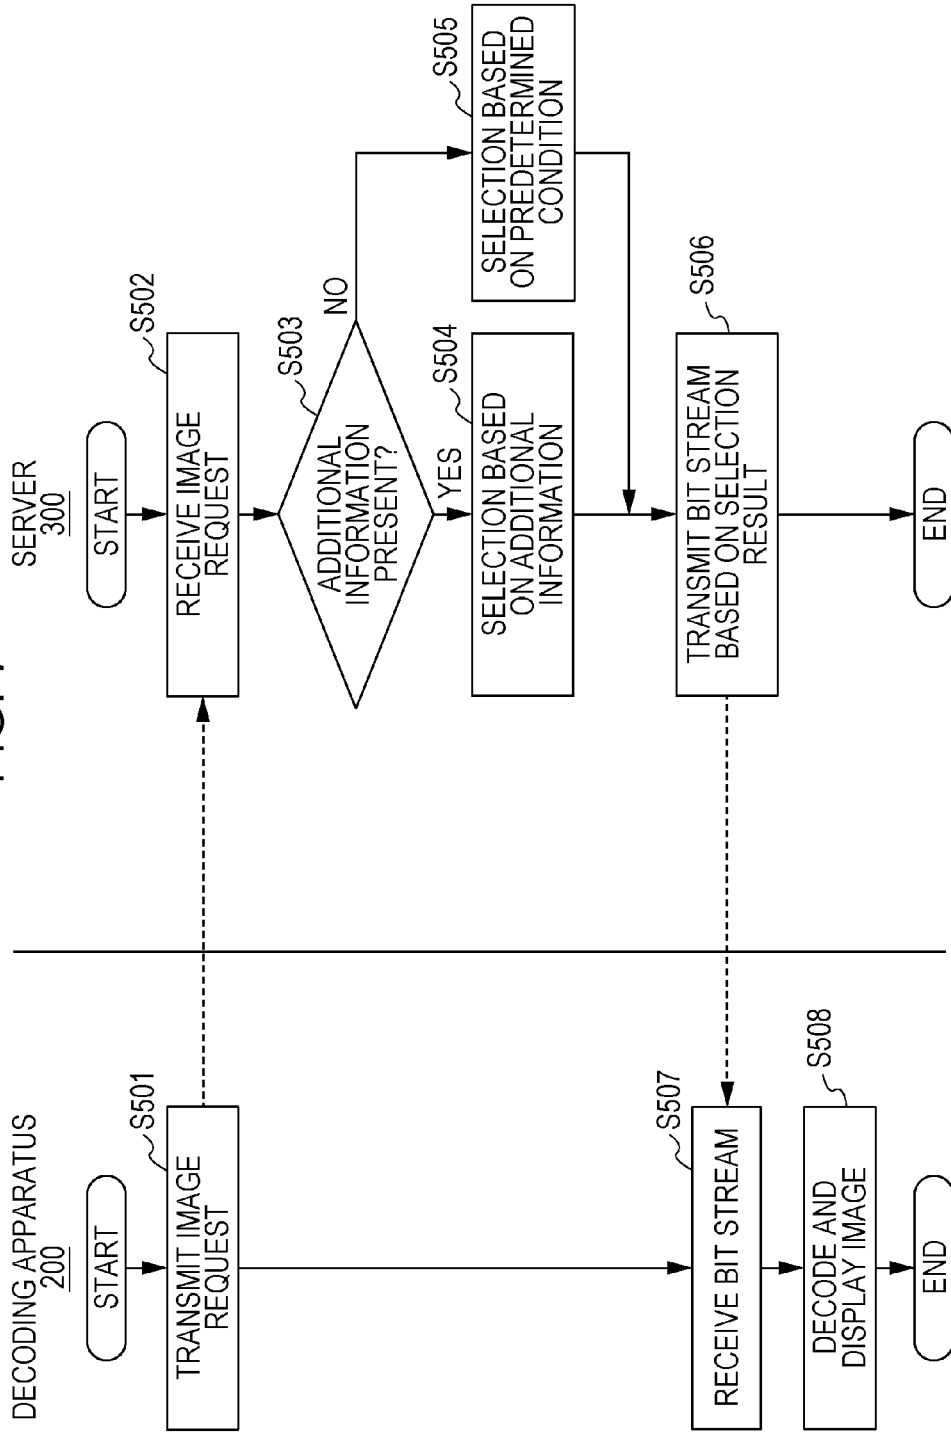 DECODING APPARATUS
200
START
S501
TRANSMIT IMAGE
REQUEST
S507
RECEIVE BIT STREAM
S508
DECODE AND
DISPLAY IMAGE
END
SERVER
300
START
S502
RECEIVE IMAGE
REQUEST
S503
ADDITIONAL
INFORMATION
PRESENT?
NO
YES
S504
SELECTION BASED
ON ADDITIONAL
INFORMATION
S505
SELECTION BASED
ON PREDETERMINED
CONDITION
S506
TRANSMIT BIT STREAM
BASED ON SELECTION
RESULT
END